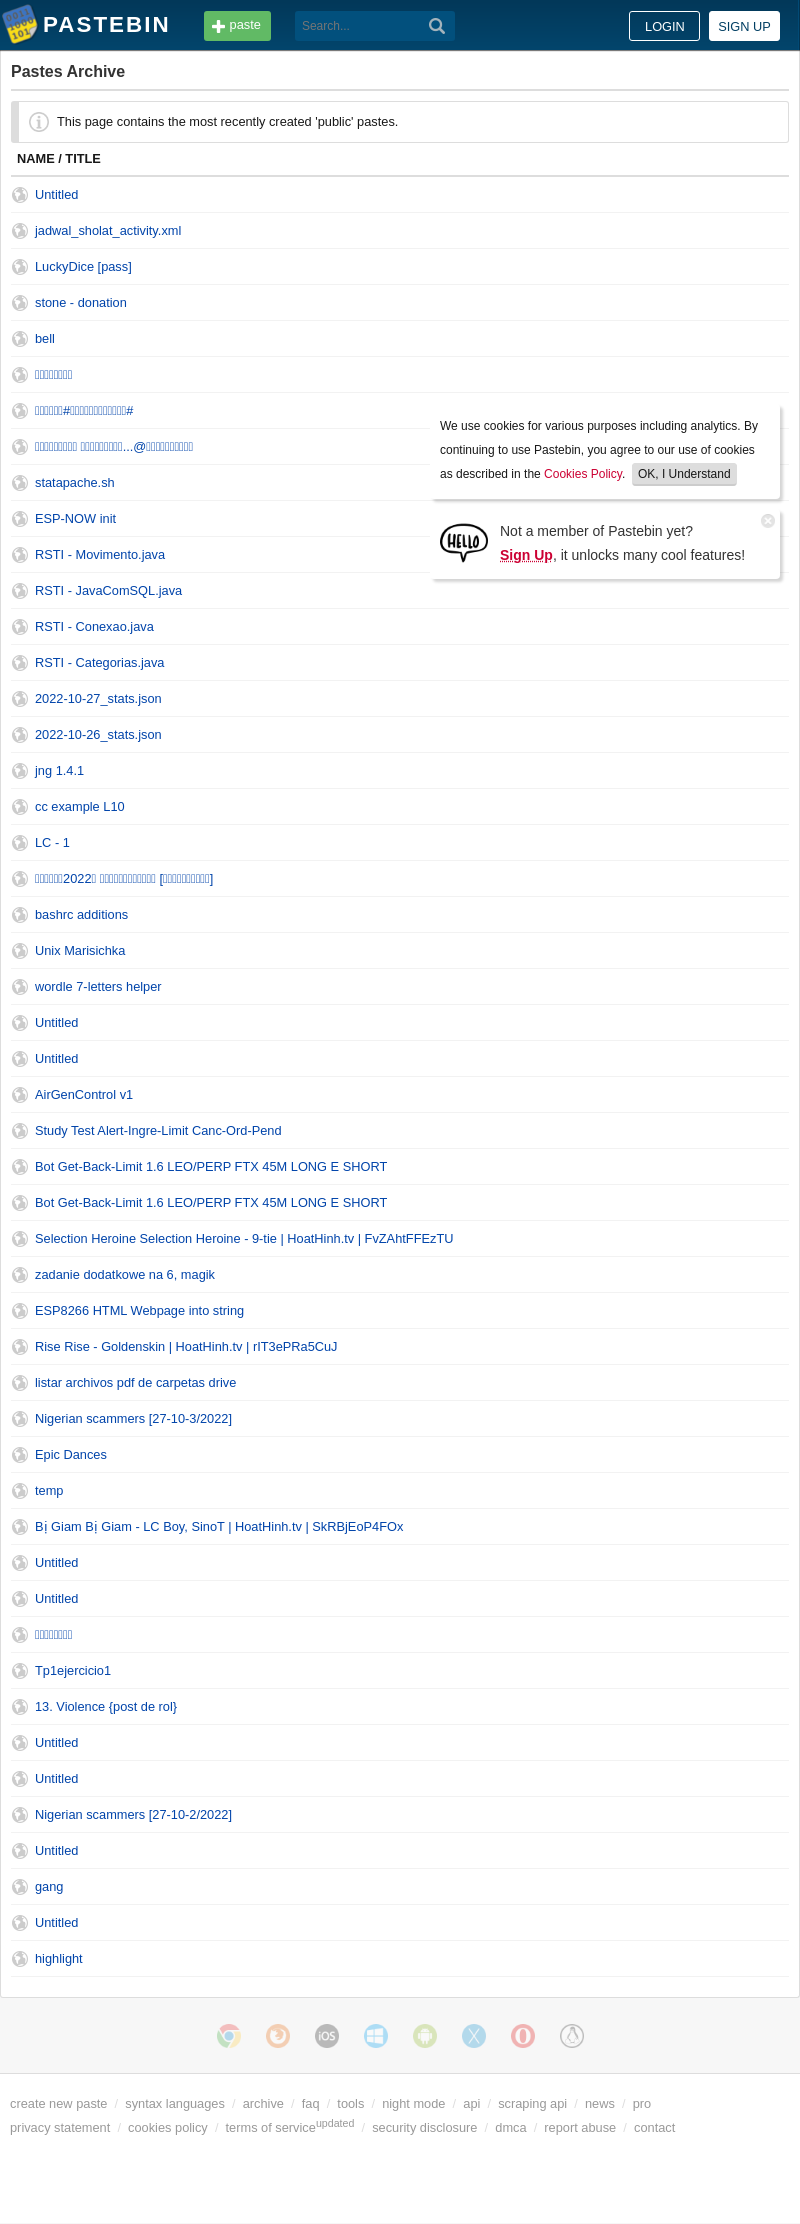 PASTEBIN
paste
Search...
LOGIN
SIGN UP
Pastes Archive
This page contains the most recently created 'public' pastes.
NAME / TITLE
Untitled
jadwal_sholat_activity.xml
LuckyDice [pass]
stone - donation
bell
statapache.sh
ESP-NOW init
RSTI - Movimento.java
RSTI - JavaComSQL.java
RSTI - Conexao.java
RSTI - Categorias.java
2022-10-27_stats.json
2022-10-26_stats.json
jng 1.4.1
cc example L10
LC - 1
2022
bashrc additions
Unix Marisichka
wordle 7-letters helper
Untitled
Untitled
AirGenControl v1
Study Test Alert-Ingre-Limit Canc-Ord-Pend
Bot Get-Back-Limit 1.6 LEO/PERP FTX 45M LONG E SHORT
Bot Get-Back-Limit 1.6 LEO/PERP FTX 45M LONG E SHORT
Selection Heroine Selection Heroine - 9-tie | HoatHinh.tv | FvZAhtFFEzTU
zadanie dodatkowe na 6, magik
ESP8266 HTML Webpage into string
Rise Rise - Goldenskin | HoatHinh.tv | rIT3ePRa5CuJ
listar archivos pdf de carpetas drive
Nigerian scammers [27-10-3/2022]
Epic Dances
temp
Bị Giam Bị Giam - LC Boy, SinoT | HoatHinh.tv | SkRBjEoP4FOx
Untitled
Untitled
Tp1ejercicio1
13. Violence {post de rol}
Untitled
Untitled
Nigerian scammers [27-10-2/2022]
Untitled
gang
Untitled
highlight
We use cookies for various purposes including analytics. By
continuing to use Pastebin, you agree to our use of cookies
as described in the Cookies Policy. OK, I Understand
HELLO
Not a member of Pastebin yet?
Sign Up, it unlocks many cool features!
iOS
create new paste / syntax languages / archive / faq / tools / night mode / api / scraping api / news / pro
privacy statement / cookies policy / terms of service updated / security disclosure / dmca / report abuse / contact